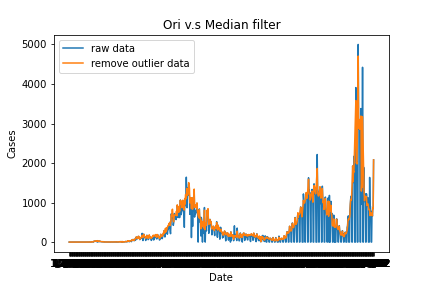 Ori v.s Median filter
raw data
remove outlier data
Cases
5000
4000
3000
2000
1000
0
Date